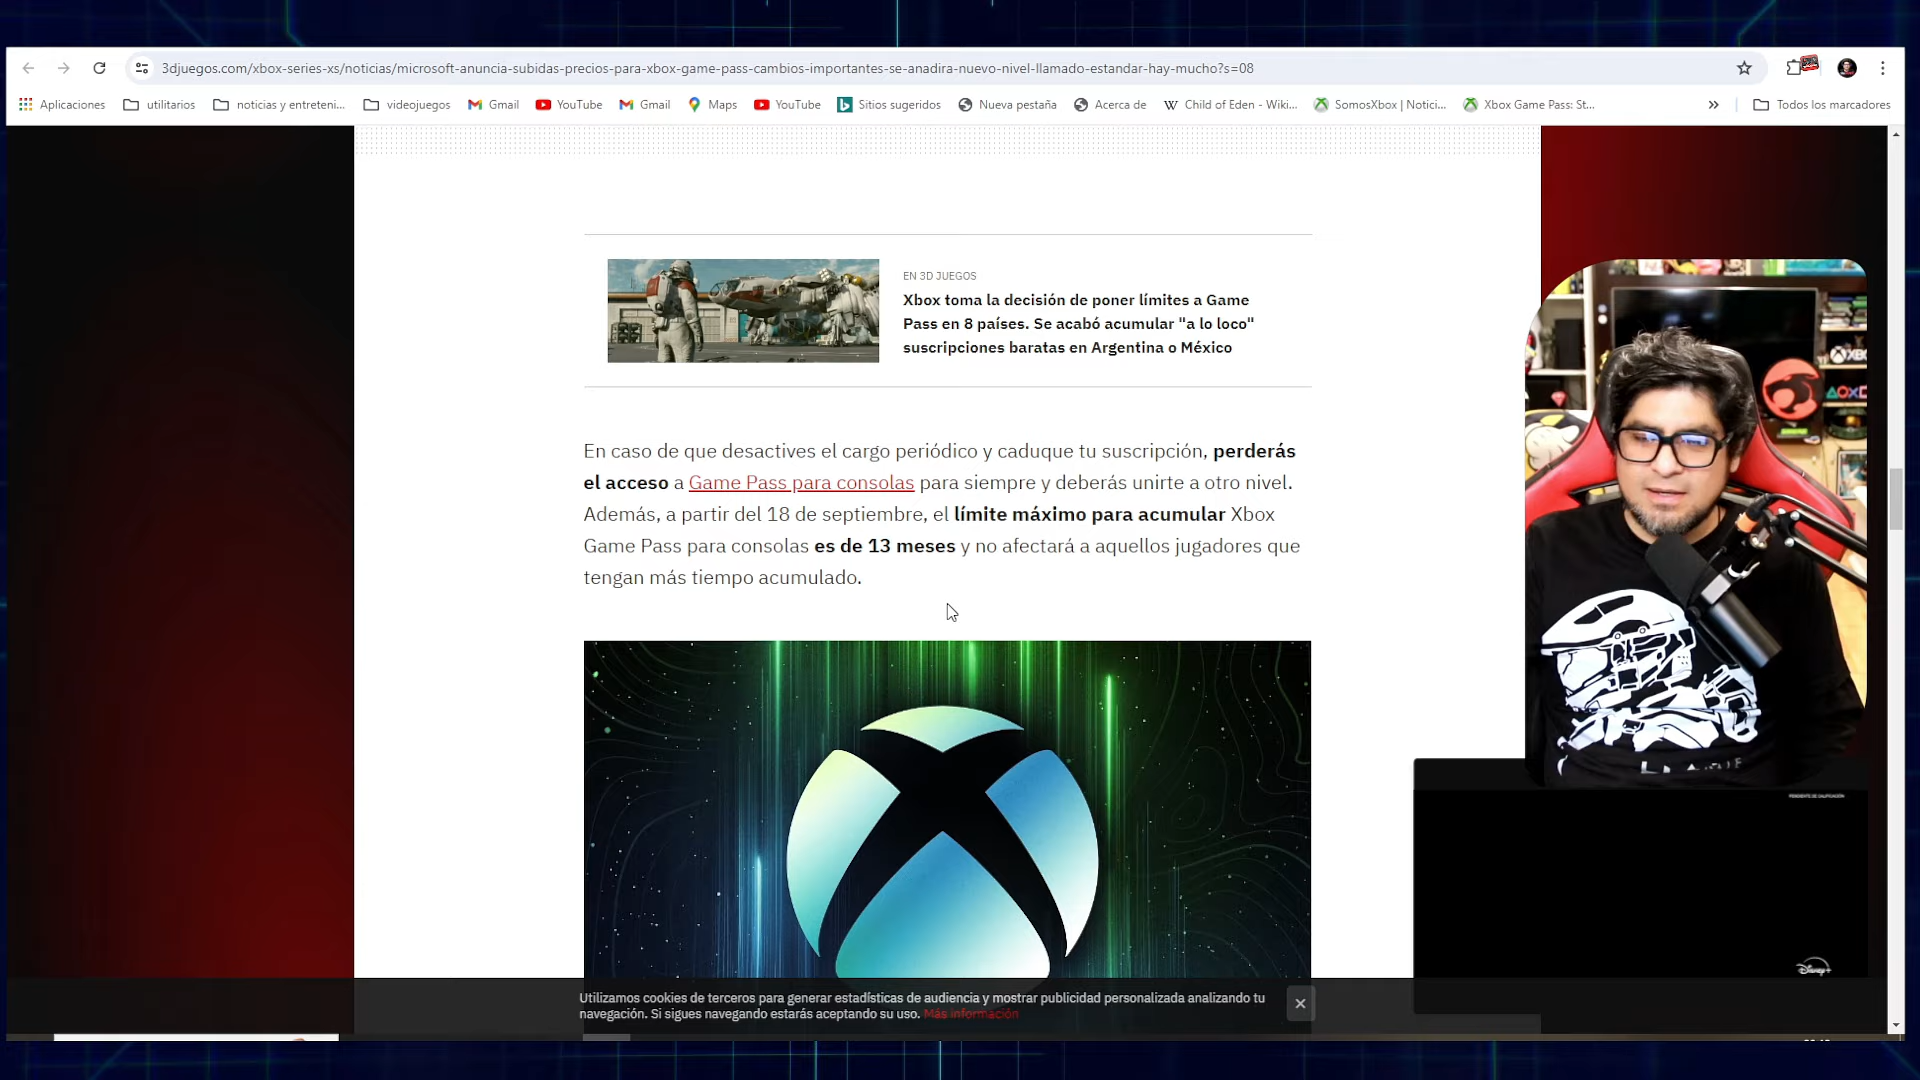 3djuegos.com/xbox-series-xs/noticias/microsoft-anuncia-subidas-precios-para-xbox-game-pass-cambios-importantes-se-anadira-nuevo-nivel-llamado-estandar-hay-mucho?s=08
Aplicaciones utilitarios noticias y entreteni... videojuegos Gmail YouTube Gmail Maps YouTube Sitios sugeridos Nueva pestaña Acerca de Child of Eden - Wiki... SomosXbox | Notici... Xbox Game Pass: St... » Todos los marcadores
EN 3D JUEGOS
Xbox toma la decisión de poner límites a Game
Pass en 8 países. Se acabó acumular "a lo loco"
suscripciones baratas en Argentina o México
En caso de que desactives el cargo periódico y caduque tu suscripción, perderás
el acceso a Game Pass para consolas para siempre y deberás unirte a otro nivel.
Además, a partir del 18 de septiembre, el límite máximo para acumular Xbox
Game Pass para consolas es de 13 meses y no afectará a aquellos jugadores que
tengan más tiempo acumulado.
PENDIENTE DE CALIFICACIÓN
Disney+
Utilizamos cookies de terceros para generar estadísticas de audiencia y mostrar publicidad personalizada analizando tu
navegación. Si sigues navegando estarás aceptando su uso. Más información